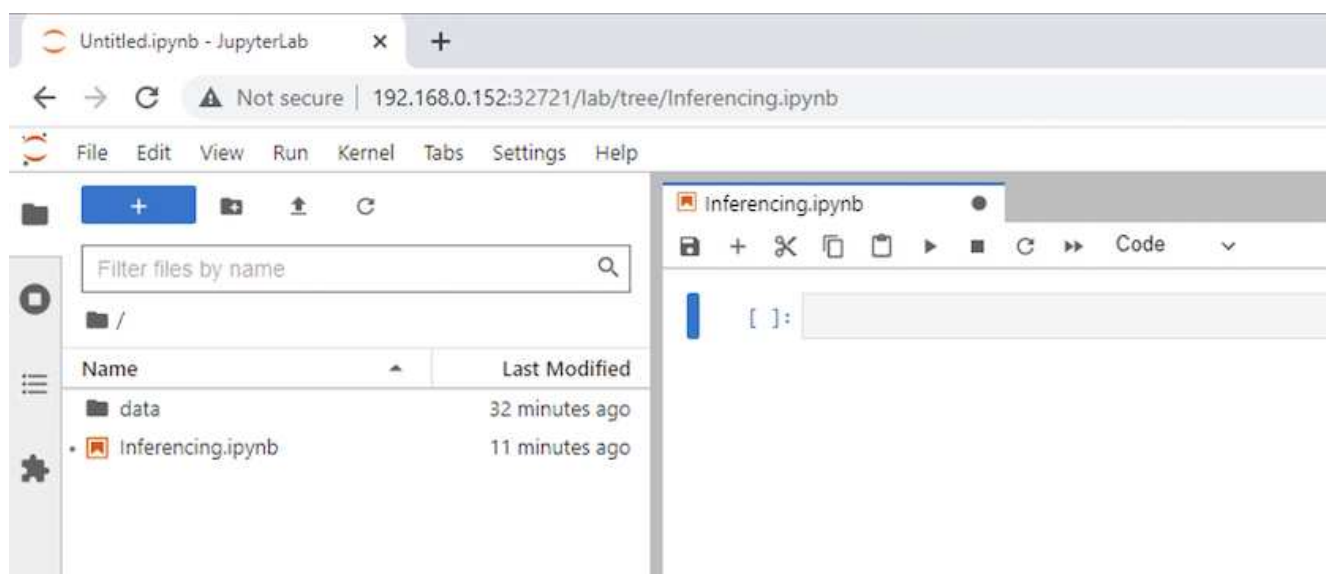 Untitled.ipynb - JupyterLab
Not secure | 192.168.0.152:32721/lab/tree/Inferencing.ipynb
File Edit View Run Kernel Tabs Settings Help
Filter files by name
/
Name Last Modified
data 32 minutes ago
Inferencing.ipynb 11 minutes ago
Inferencing.ipynb
Code
[ ]: